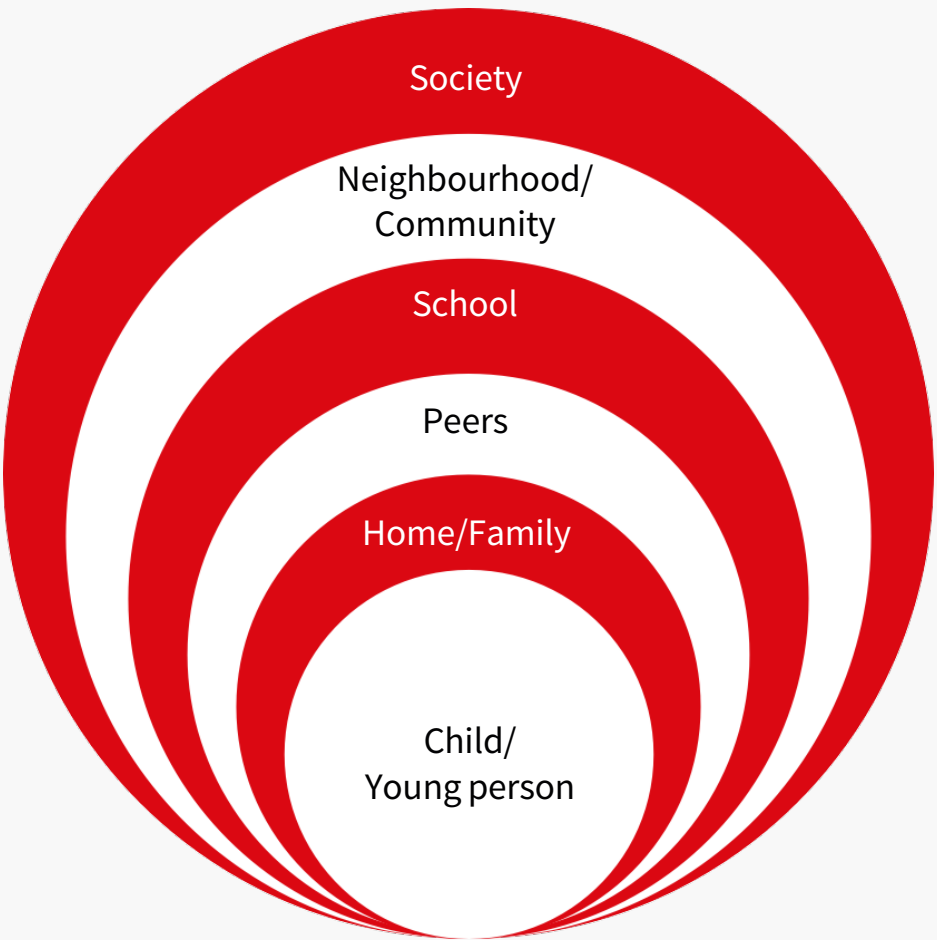 Society
Neighbourhood/
Community
School
Peers
Home/Family
Child/
Young person